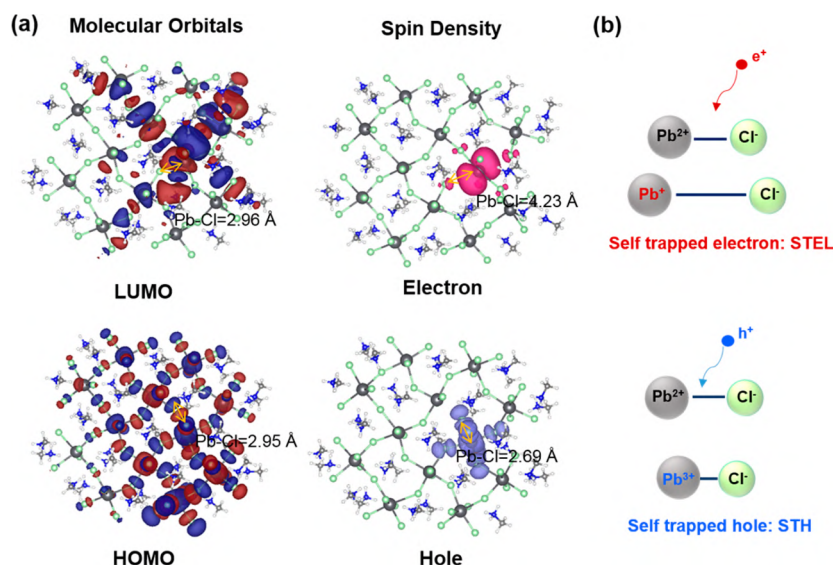 (a)
Molecular Orbitals
Spin Density
Pb-Cl=2.96 Å
Pb-Cl=4.23 Å
LUMO
Electron
Pb-Cl=2.95 Å
Pb-Cl=2.69 Å
HOMO
Hole
(b)
e⁺
Pb²⁺
Cl⁻
Pb⁺
Cl⁻
Self trapped electron: STEL
h⁺
Pb²⁺
Cl⁻
Pb³⁺
Cl⁻
Self trapped hole: STH